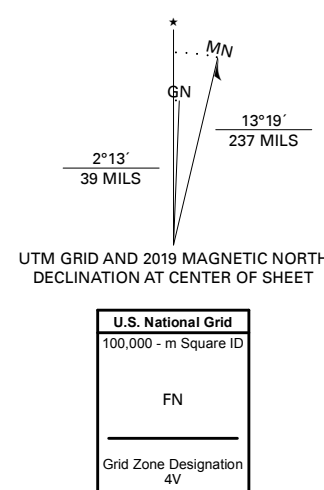 ★
MN
GN
13°19´
237 MILS
2°13´
39 MILS
UTM GRID AND 2019 MAGNETIC NORTH
DECLINATION AT CENTER OF SHEET
U.S. National Grid
100,000 - m Square ID
FN
Grid Zone Designation
4V